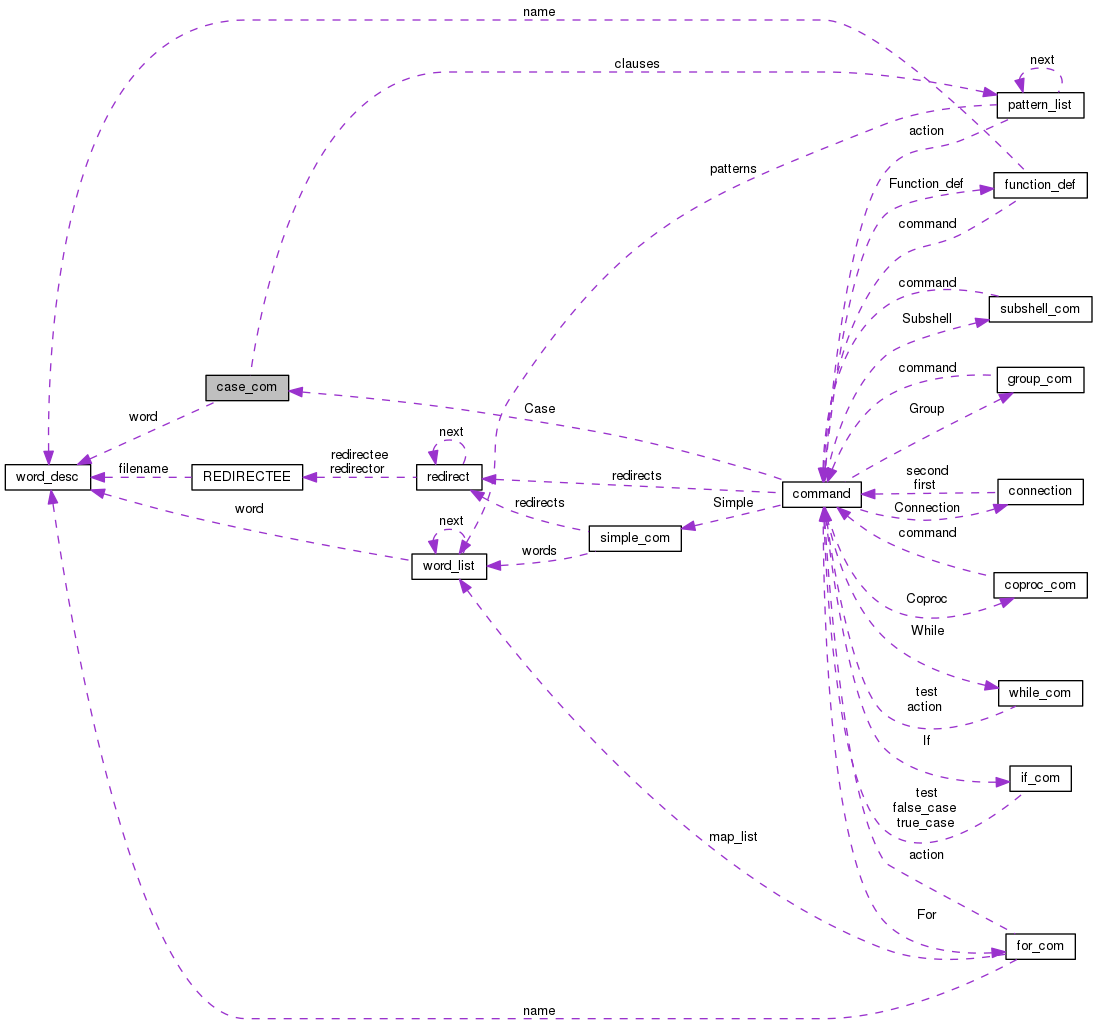 name
clauses
next
pattern_list
action
patterns
Function_def
function_def
command
command
subshell_com
Subshell
command
group_com
case_com
Case
Group
word
next
redirectee
redirector
filename
word_desc
REDIRECTEE
redirect
redirects
command
second
first
connection
Connection
redirects
Simple
word
next
simple_com
command
words
word_list
coproc_com
Coproc
While
test
action
while_com
If
if_com
test
false_case
true_case
map_list
action
For
for_com
name